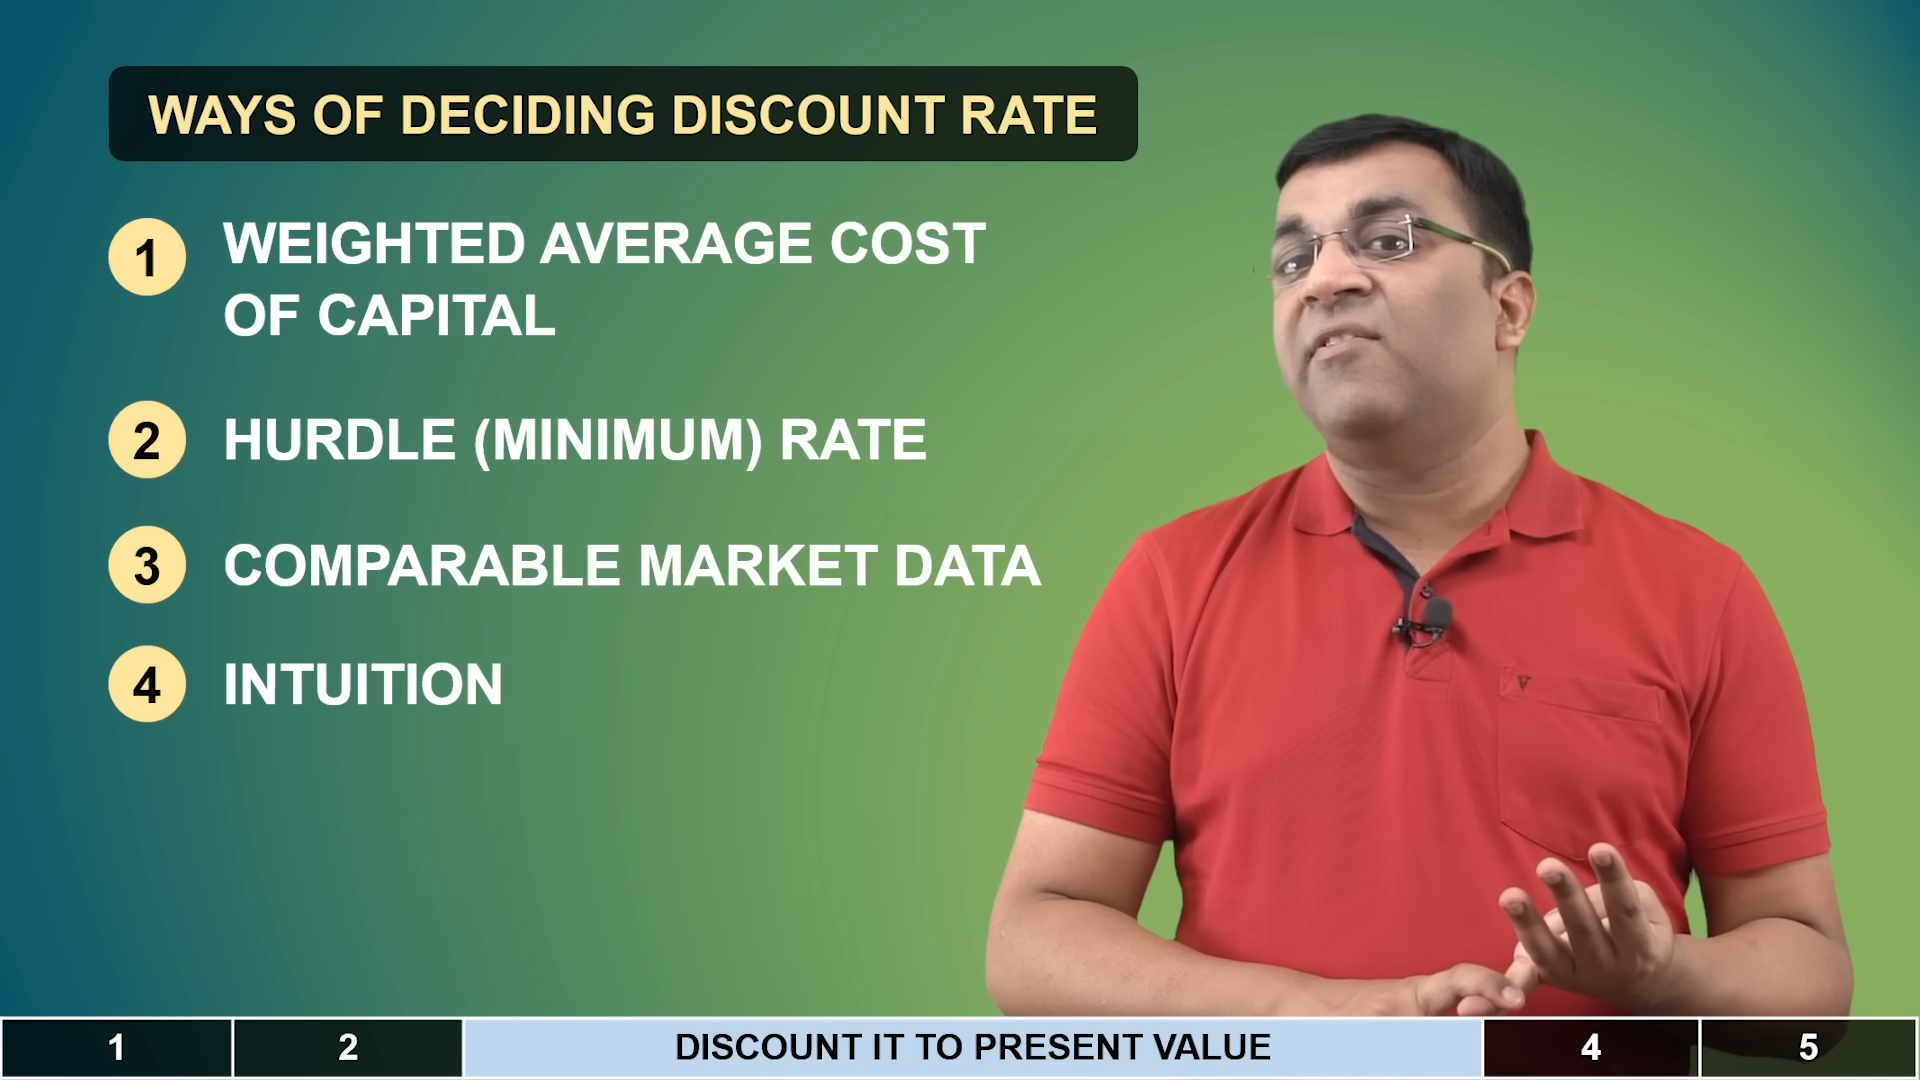 WAYS OF DECIDING DISCOUNT RATE
1 WEIGHTED AVERAGE COST
OF CAPITAL
2 HURDLE (MINIMUM) RATE
3 COMPARABLE MARKET DATA
4 INTUITION
1 2 DISCOUNT IT TO PRESENT VALUE 4 5